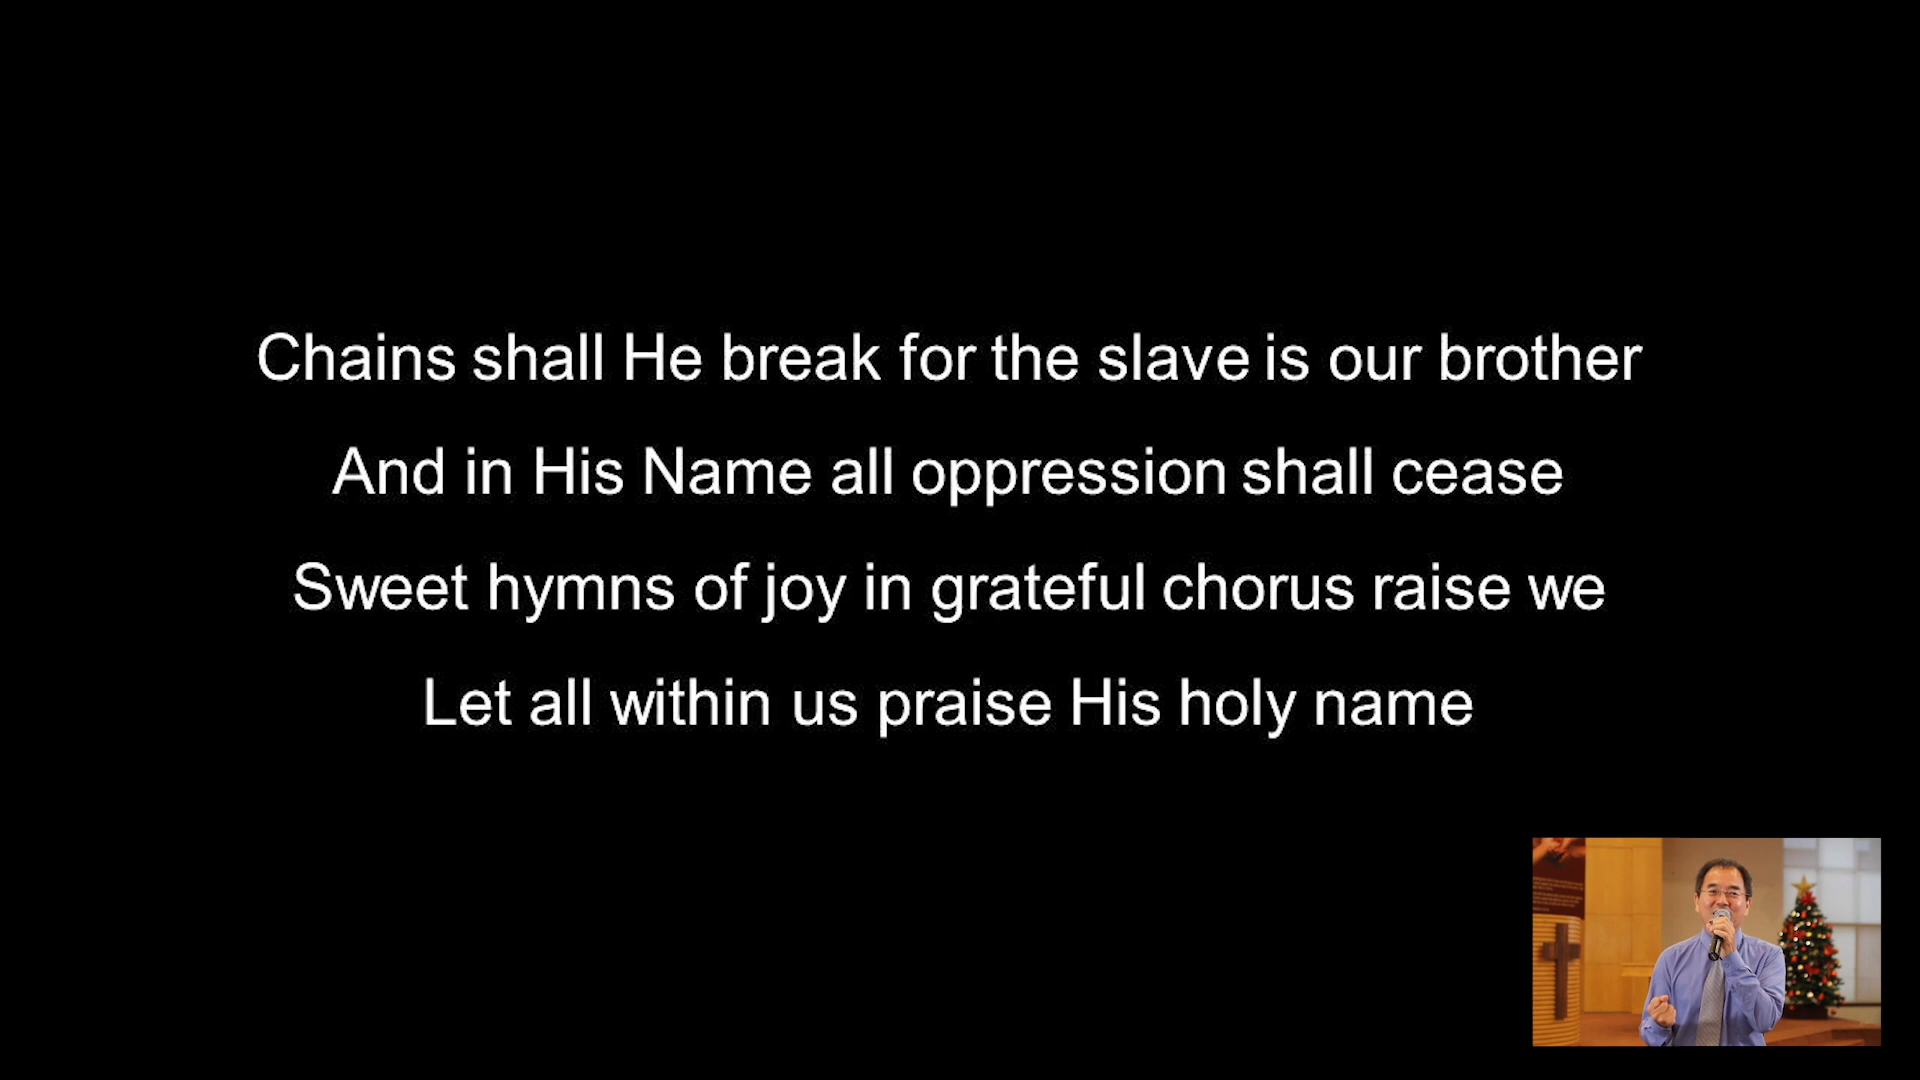 Chains shall He break for the slave is our brother
And in His Name all oppression shall cease
Sweet hymns of joy in grateful chorus raise we
Let all within us praise His holy name